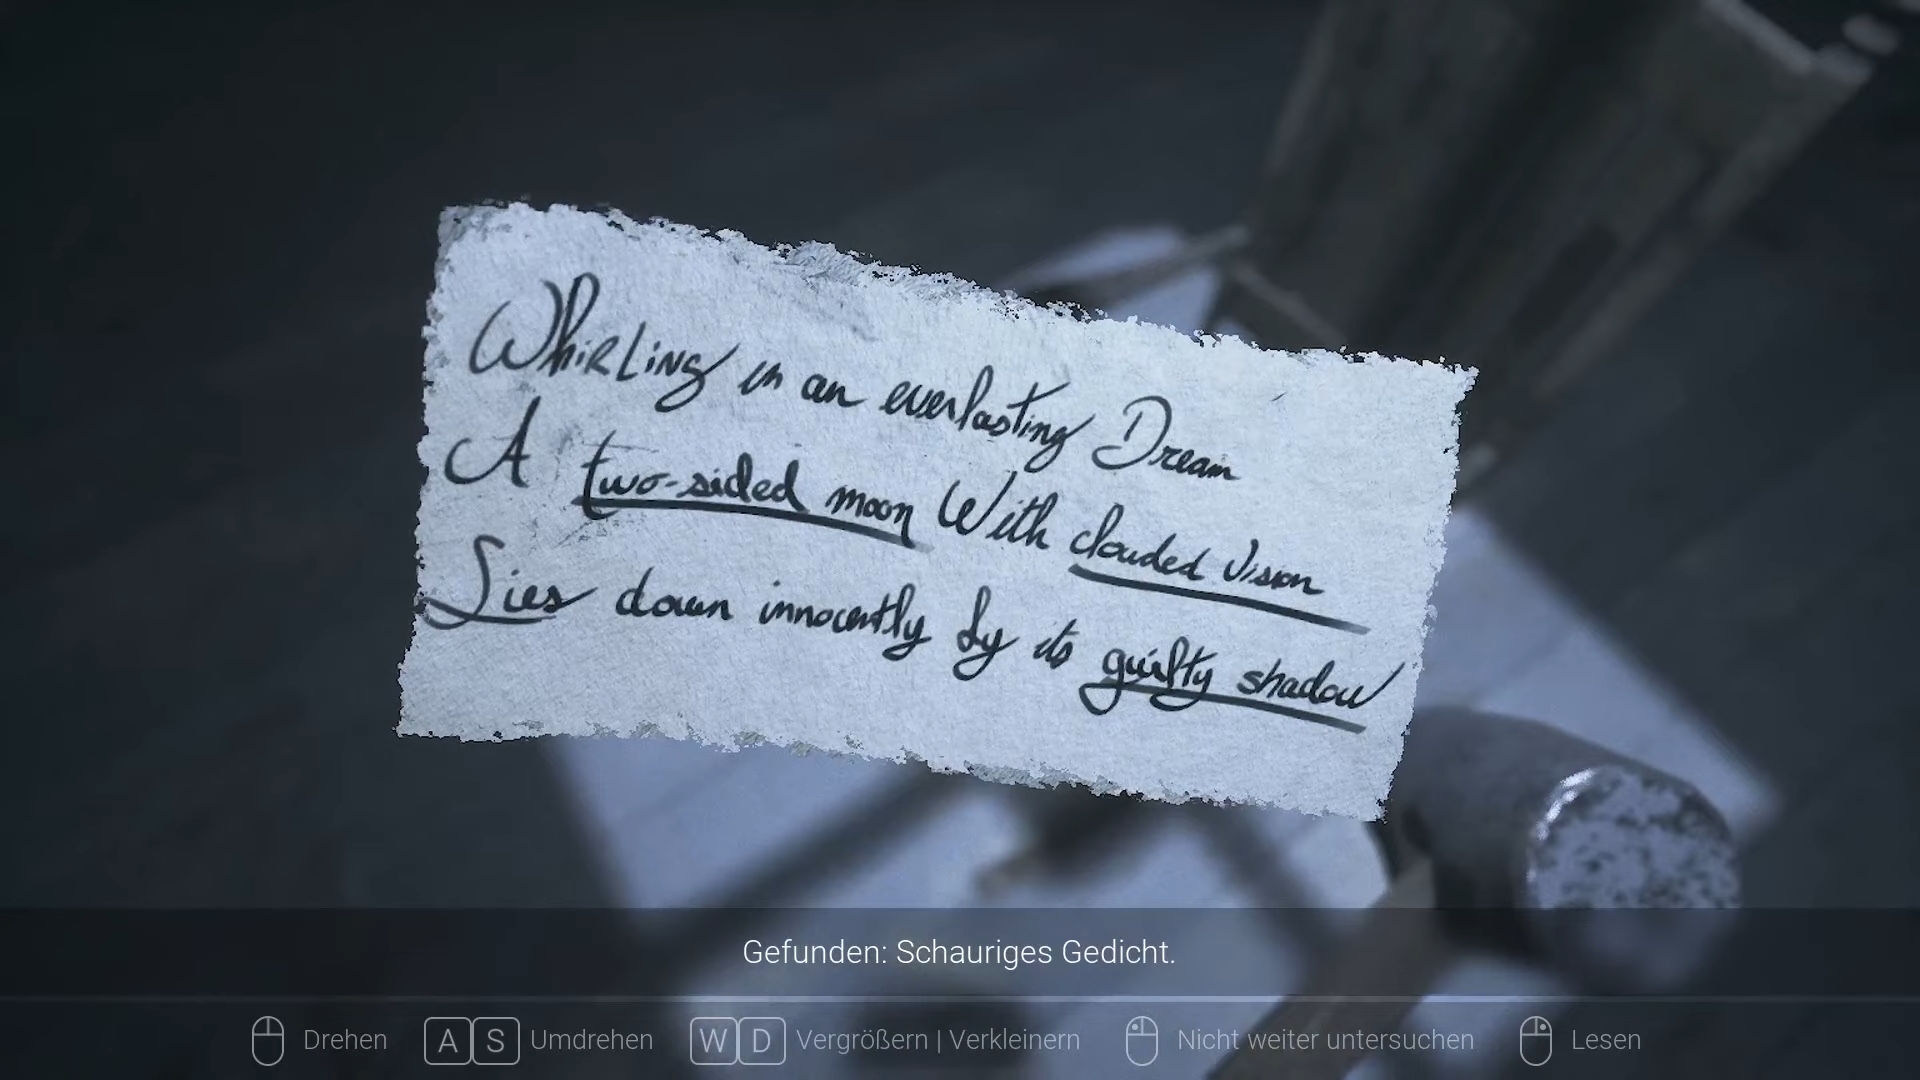 Whirling in an everlasting Dream
A two-sided moon With clouded Vision
Lies down innocently by its guilty shadow
Gefunden: Schauriges Gedicht.
Drehen A S Umdrehen W D Vergrößern | Verkleinern Nicht weiter untersuchen Lesen